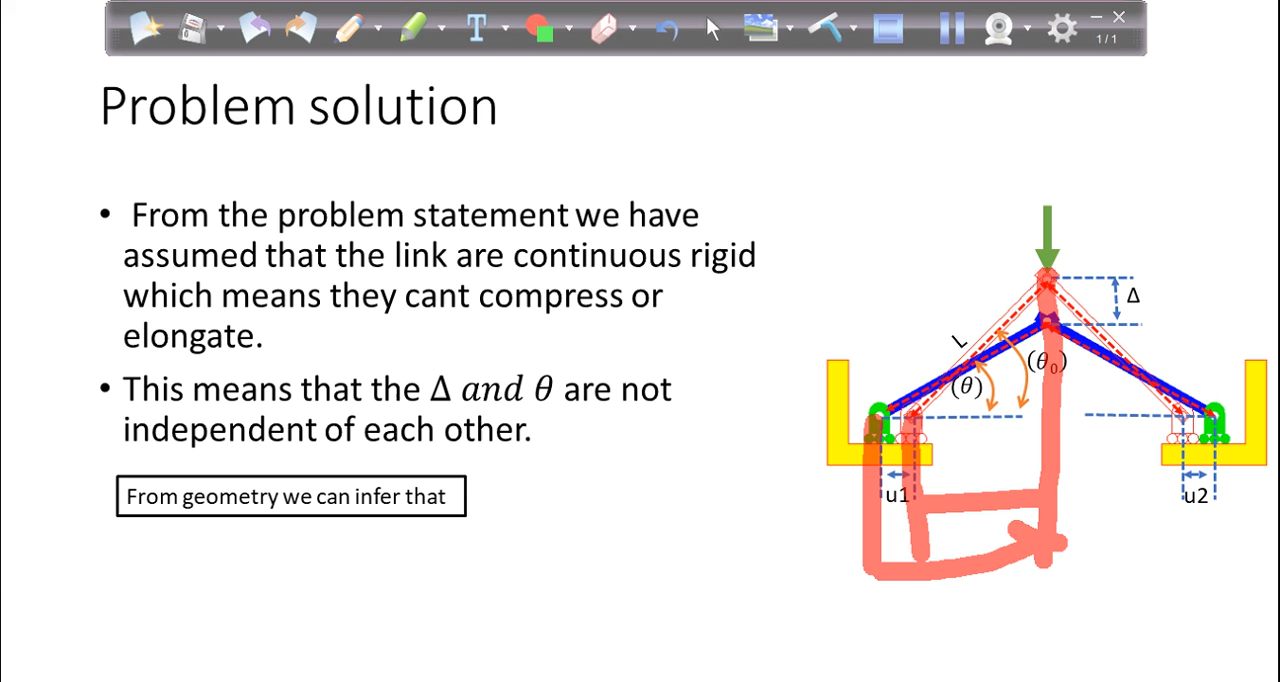 1/1
Problem solution
• From the problem statement we have
assumed that the link are continuous rigid
which means they cant compress or
elongate.
• This means that the Δ and θ are not
independent of each other.
From geometry we can infer that
Δ
L
(θ₀)
(θ)
u1
u2